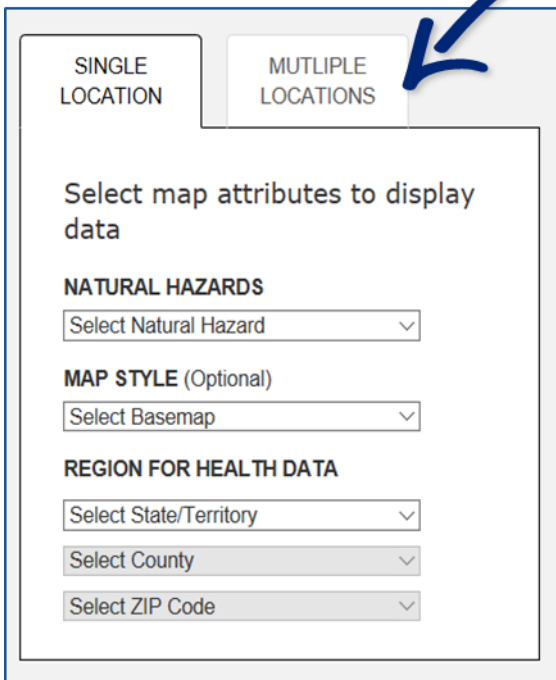 SINGLE
LOCATION
MUTLIPLE
LOCATIONS
Select map attributes to display
data
NATURAL HAZARDS
Select Natural Hazard
MAP STYLE (Optional)
Select Basemap
REGION FOR HEALTH DATA
Select State/Territory
Select County
Select ZIP Code